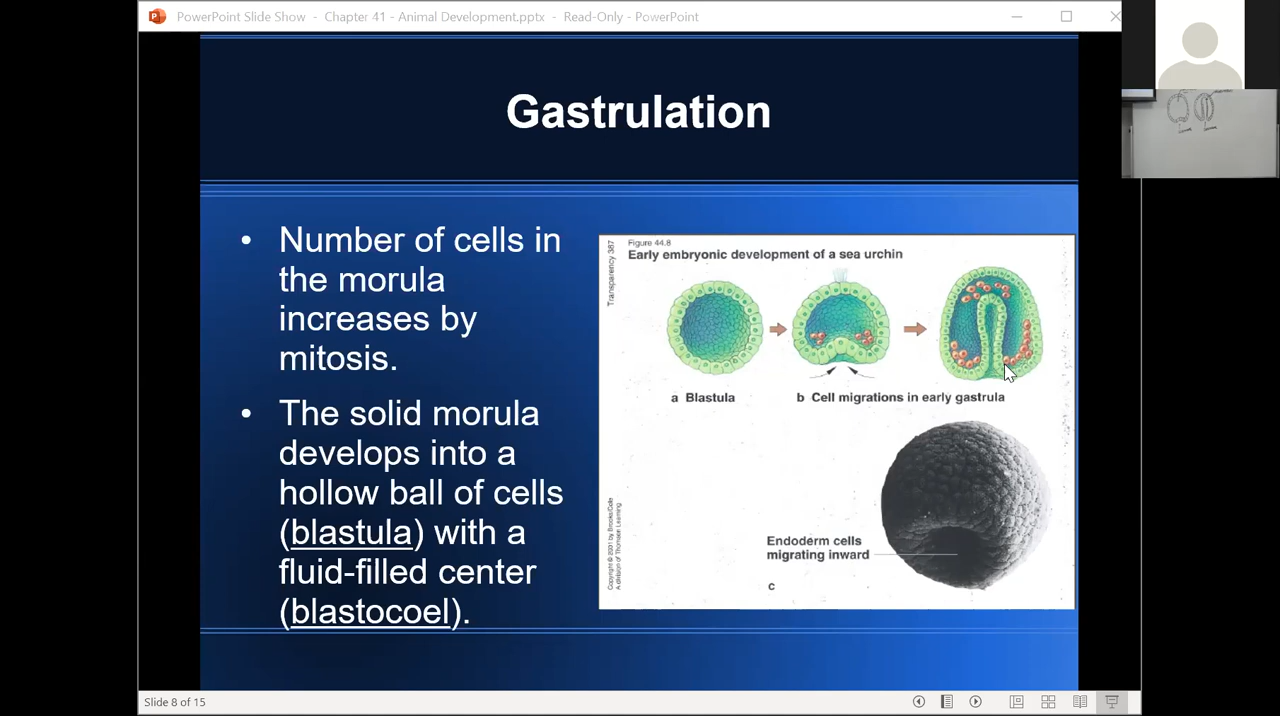 PowerPoint Slide Show - Chapter 41 - Animal Development.pptx - Read-Only - PowerPoint
Gastrulation
• Number of cells in
the morula
increases by
mitosis.
• The solid morula
develops into a
hollow ball of cells
(blastula) with a
fluid-filled center
(blastocoel).
Transparency 387
Figure 44.8
Early embryonic development of a sea urchin
a Blastula
b Cell migrations in early gastrula
Endoderm cells
migrating inward
c
Copyright © 2001 by Brooks/Cole
A division of Thomson Learning
Slide 8 of 15